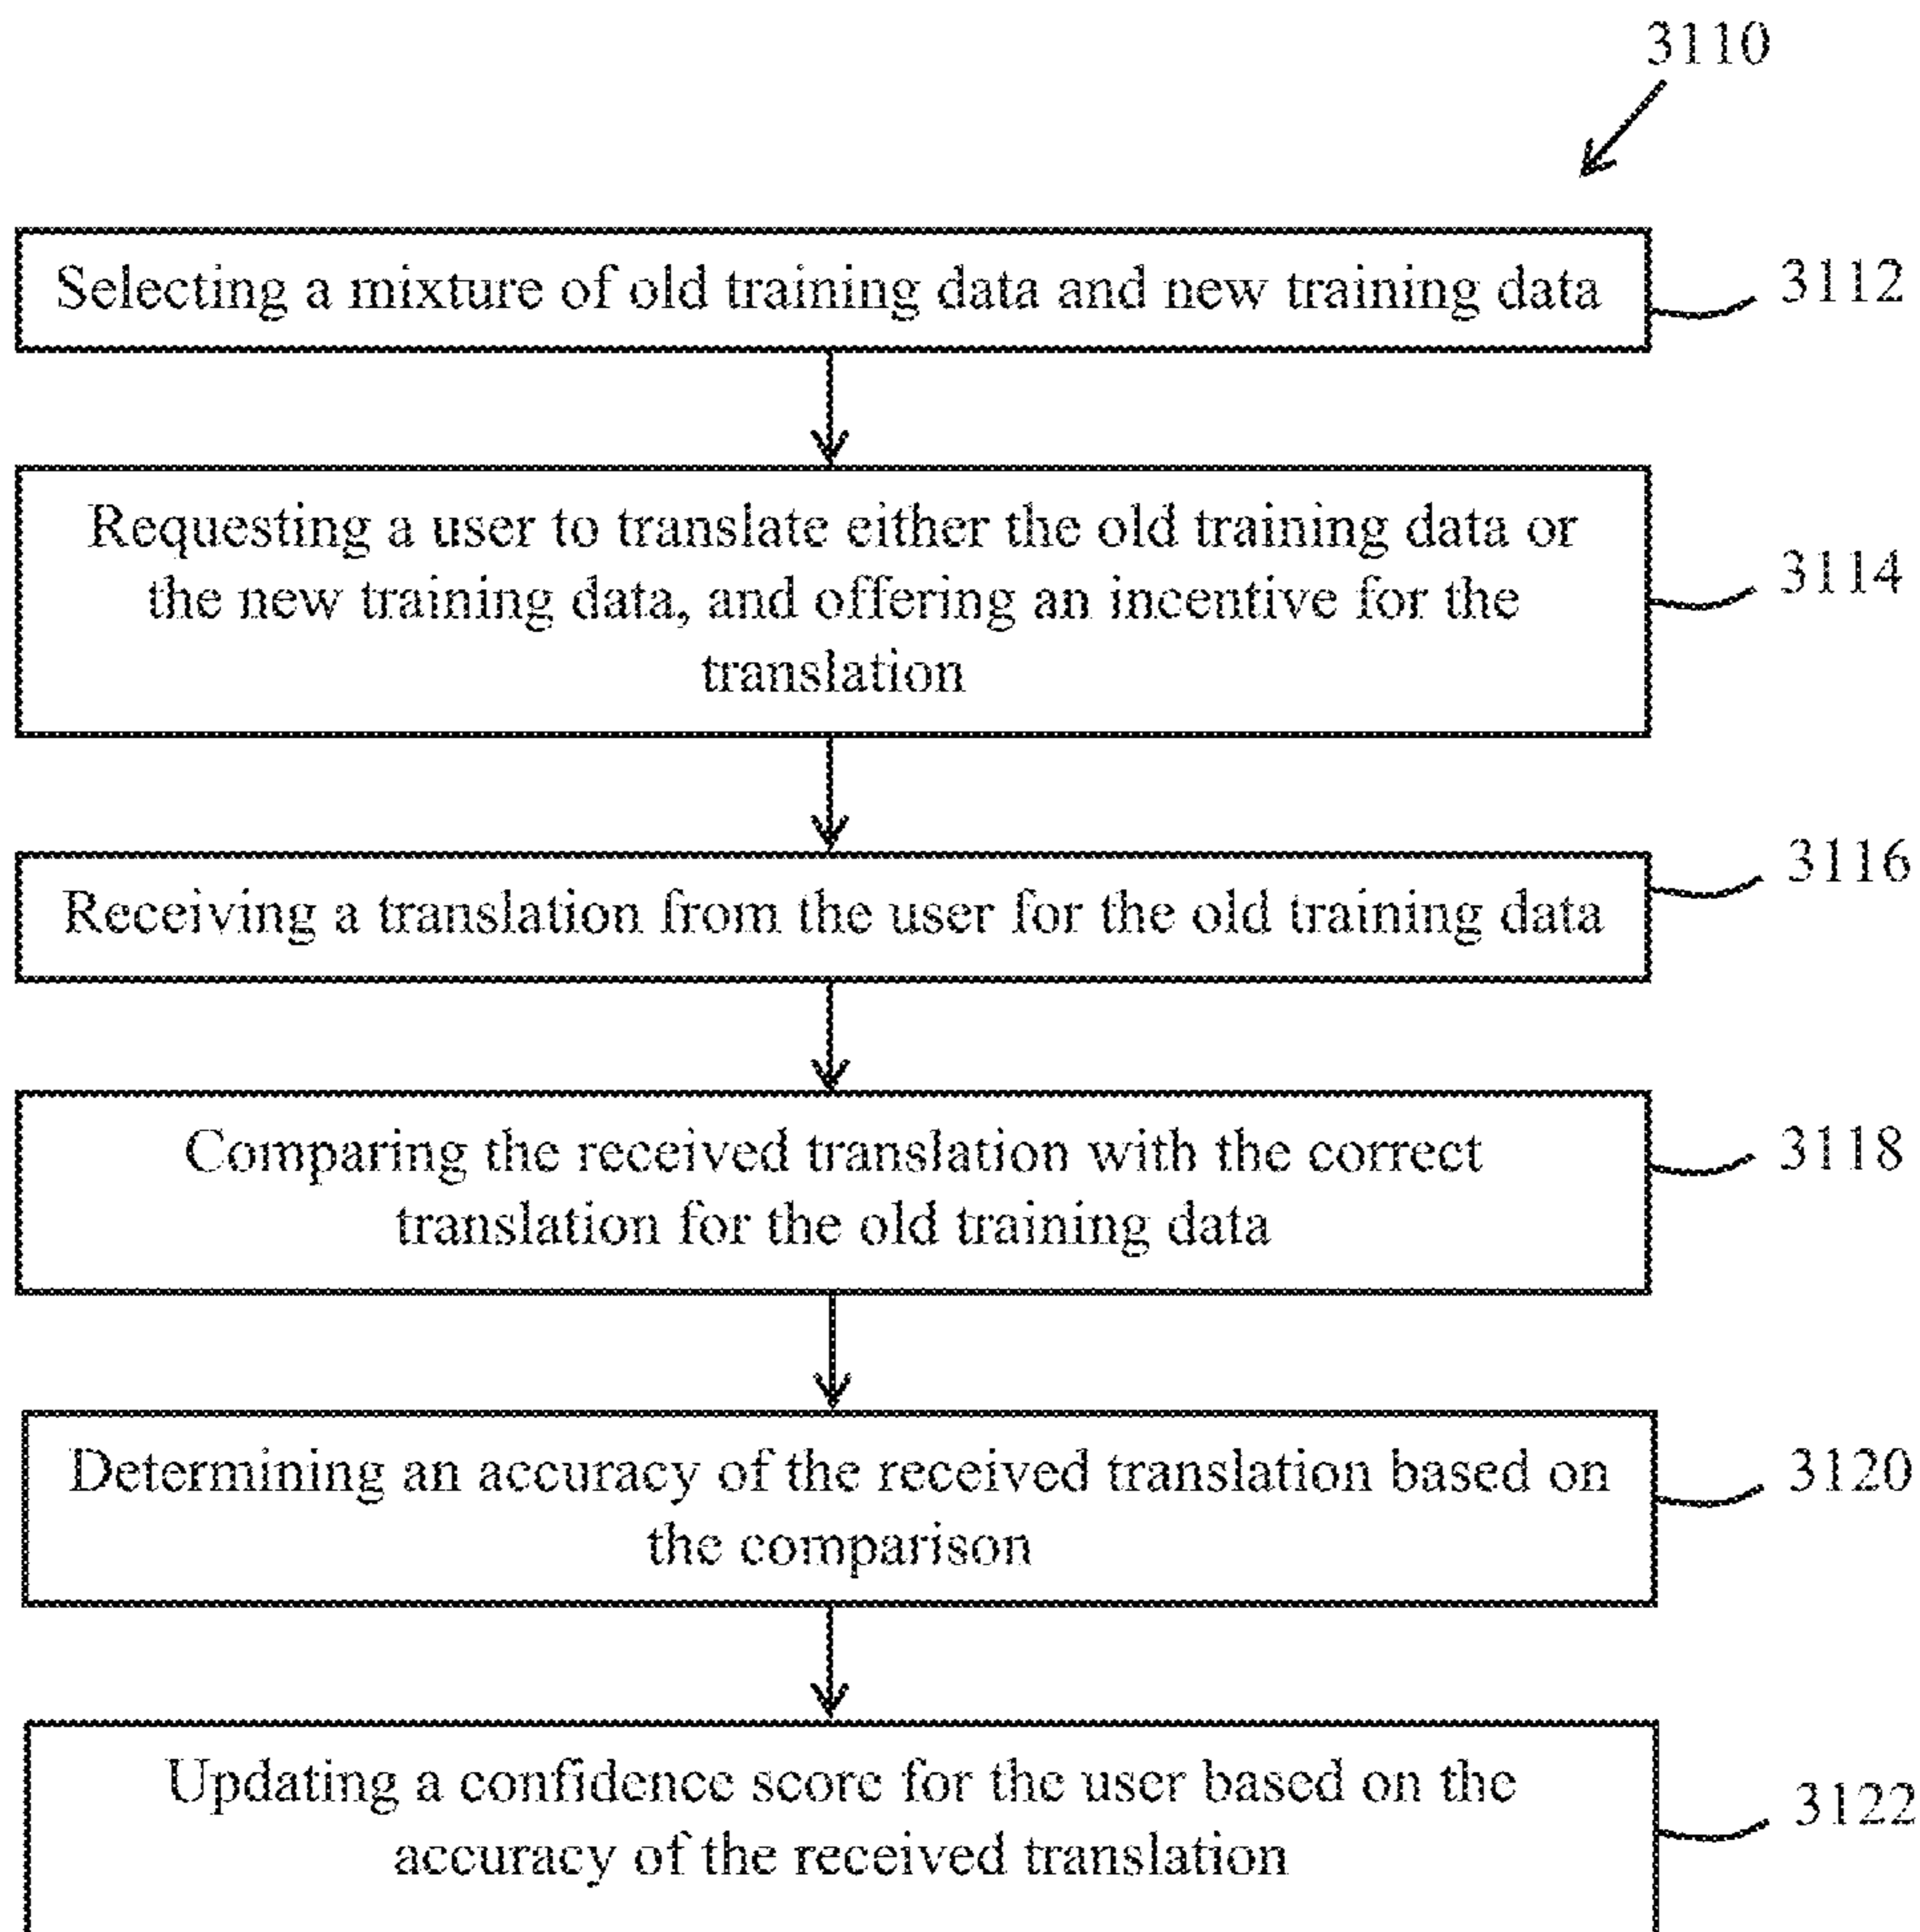 3110
Selecting a mixture of old training data and new training data
3112
Requesting a user to translate either the old training data or
the new training data, and offering an incentive for the
translation
3114
Receiving a translation from the user for the old training data
3116
Comparing the received translation with the correct
translation for the old training data
3118
Determining an accuracy of the received translation based on
the comparison
3120
Updating a confidence score for the user based on the
accuracy of the received translation
3122